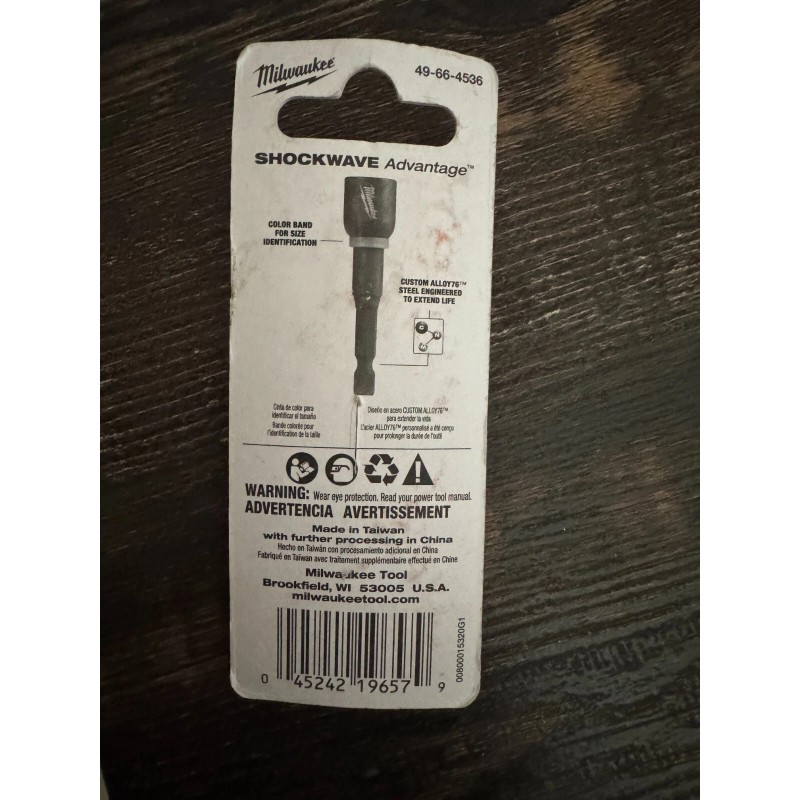 Milwaukee
49-66-4536
SHOCKWAVE Advantage™
Milwaukee
COLOR BAND
FOR SIZE
IDENTIFICATION
CUSTOM ALLOY76™
STEEL ENGINEERED
TO EXTEND LIFE
Cinta de color para
identificar el tamaño
Bande colorée pour
l'identification de la taille
Diseño en acero CUSTOM ALLOY76™
para extender la vida
L'acier ALLOY76™ personnalisé a été conçu
pour prolonger la durée de l'outil
WARNING: Wear eye protection. Read your power tool manual.
ADVERTENCIA AVERTISSEMENT
Made in Taiwan
with further processing in China
Hecho en Taiwán con procesamiento adicional en China
Fabriqué en Taïwan avec traitement supplémentaire effectué en Chine
Milwaukee Tool
Brookfield, WI 53005 U.S.A.
milwaukeetool.com
0 45242 19657 9
00800015320G1